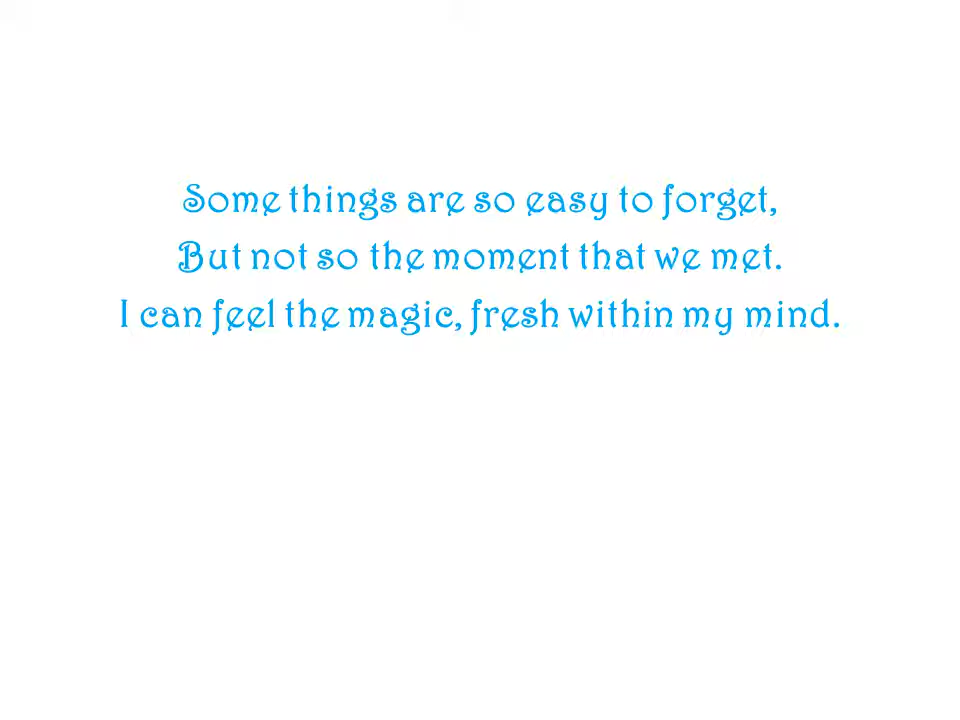 Some things are so easy to forget,
But not so the moment that we met.
I can feel the magic, fresh within my mind.